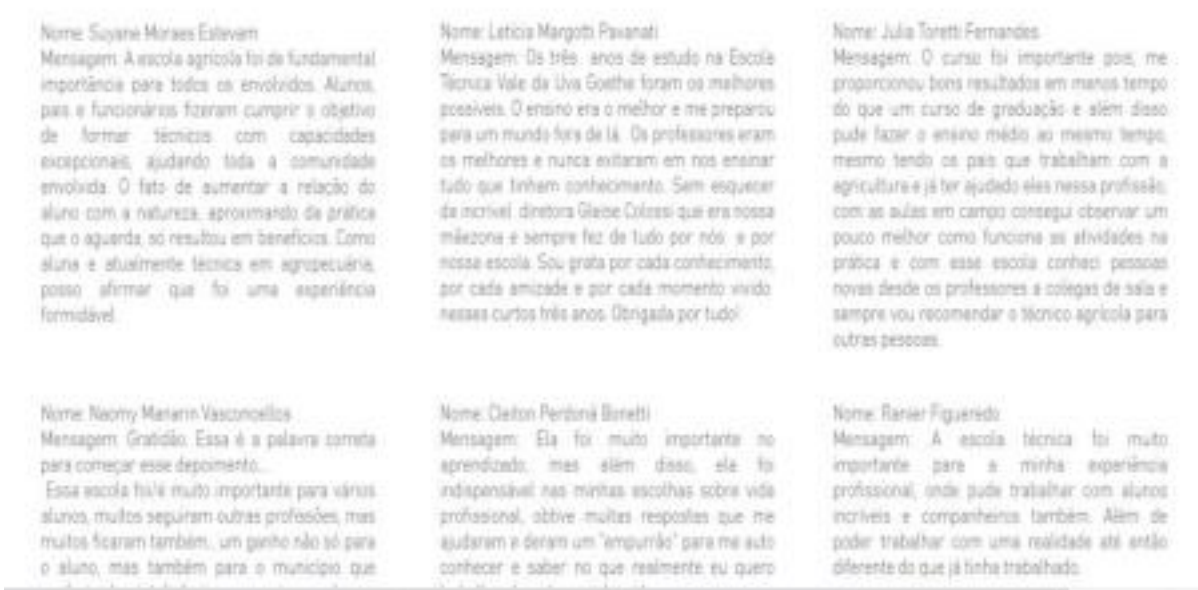 Nome: Suyane Moraes Estevam
Mensagem: A escola agrícola foi de fundamental
importância para todos os envolvidos. Alunos,
pais e funcionários fizeram cumprir o objetivo
de formar técnicos com capacidades
excepcionais, ajudando toda a comunidade
envolvida. O fato de aumentar a relação do
aluno com a natureza, aproximando da prática
que o aguarda, só resultou em benefícios. Como
aluna e atualmente técnica em agropecuária,
posso afirmar que foi uma experiência
formidável.
Nome: Leticia Margotti Pavanati
Mensagem: Os três anos de estudo na Escola
Técnica Vale da Uva Goethe foram os melhores
possíveis. O ensino era o melhor e me preparou
para um mundo fora de lá. Os professores eram
os melhores e nunca exitaram em nos ensinar
tudo que tinham conhecimento. Sem esquecer
da incrível diretora Gleise Colossi que era nossa
mãezona e sempre fez de tudo por nós e por
nossa escola. Sou grata por cada conhecimento,
por cada amizade e por cada momento vivido
nesses curtos três anos. Obrigada por tudo!
Nome: Julia Toretti Fernandes
Mensagem: O curso foi importante pois, me
proporcionou bons resultados em menos tempo
do que um curso de graduação e além disso
pude fazer o ensino médio ao mesmo tempo,
mesmo tendo os pais que trabalham com a
agricultura e já ter ajudado eles nessa profissão,
com as aulas em campo consegui observar um
pouco melhor como funciona as atividades na
prática e com essa escola conheci pessoas
novas desde os professores a colegas de sala e
sempre vou recomendar o técnico agrícola para
outras pessoas.
Nome: Naomy Vasconcellos
Mensagem: Gratidão. Essa é a palavra correta
para começar esse depoimento...
Essa escola foi/é muito importante para vários
alunos, muitos seguiram outras profissões, mas
muitos ficaram também... um ganho não só para
o aluno, mas também para o município que
Nome: Cleiton Perdoná Bonetti
Mensagem: Ela foi muito importante no
aprendizado, mas além disso, ela foi
indispensável nas minhas escolhas sobre vida
profissional, obtive muitas respostas que me
ajudaram e deram um "empurrão" para me auto
conhecer e saber no que realmente eu quero
Nome: Ranier Figueredo
Mensagem: A escola técnica foi muito
importante para a minha experiência
profissional, onde pude trabalhar com alunos
incríveis e companheiros também. Além de
poder trabalhar com uma realidade até então
diferente do que já tinha trabalhado.